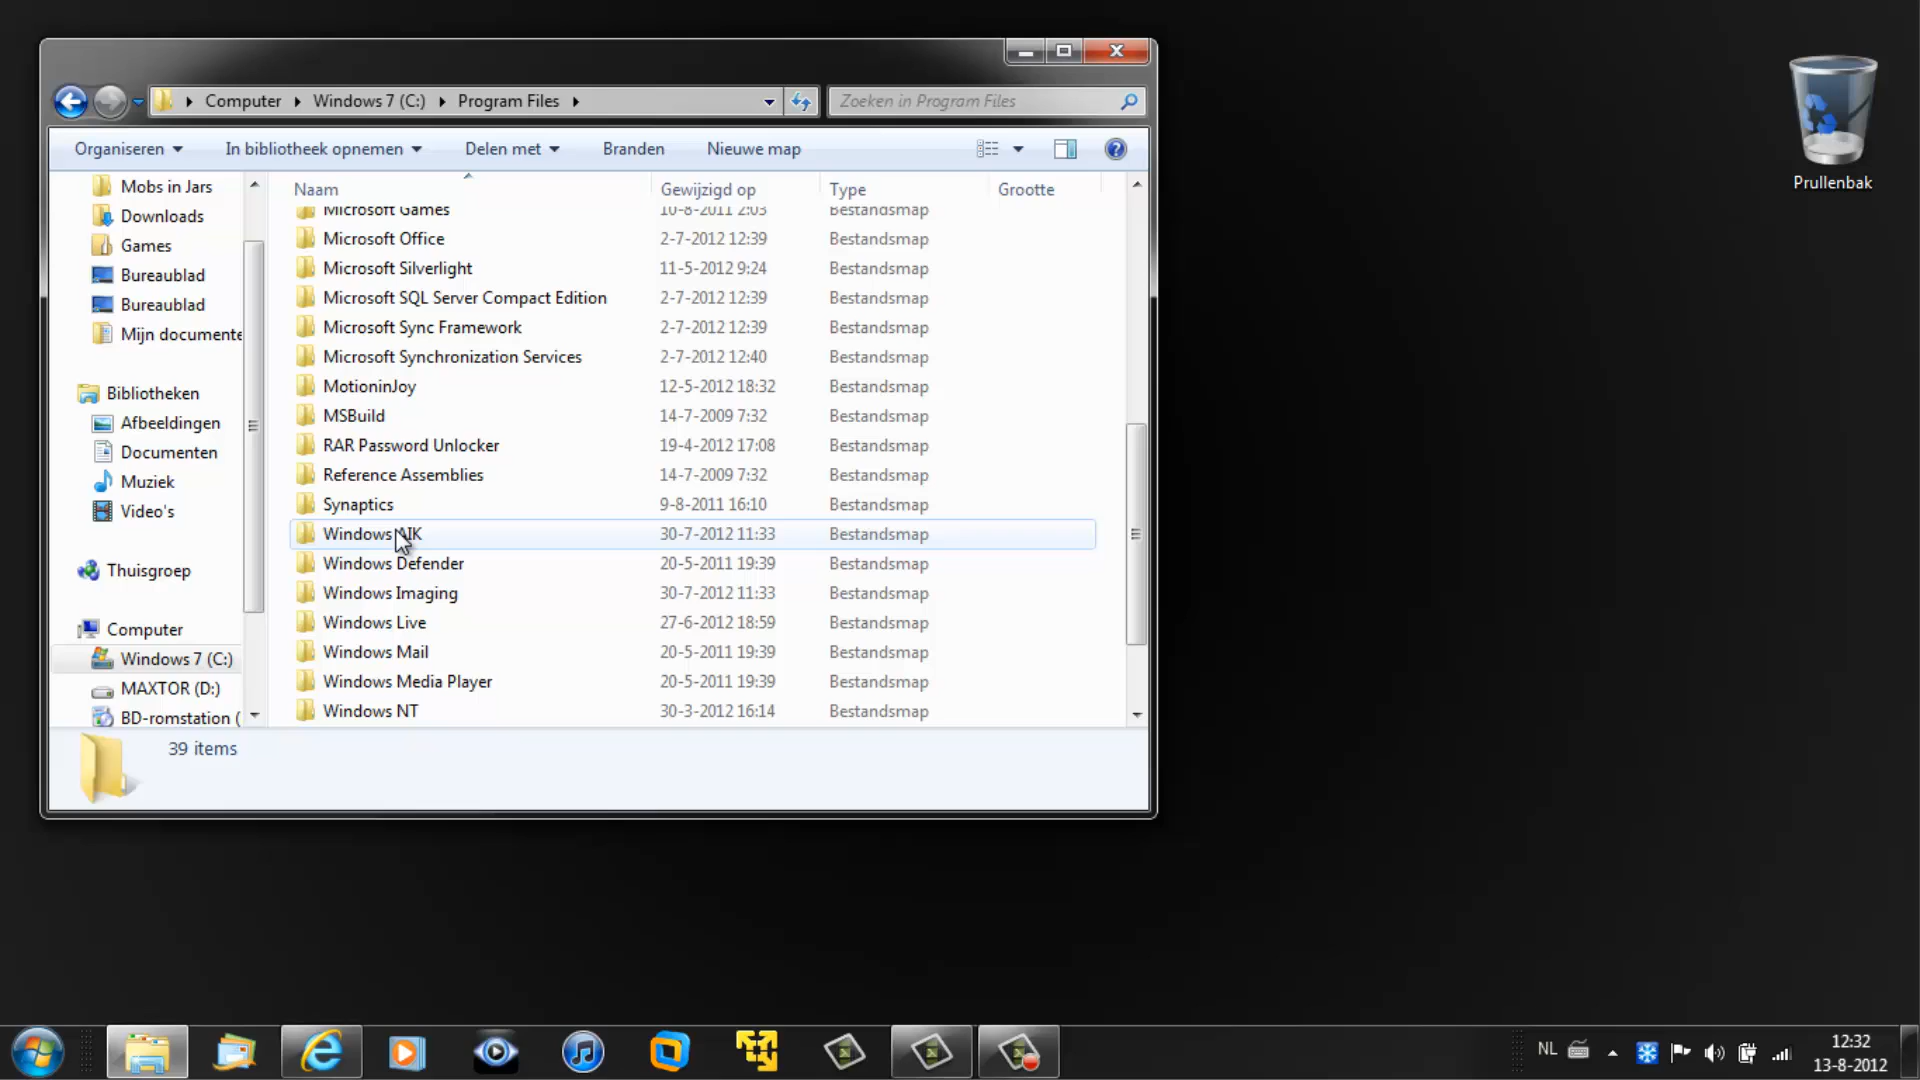 Computer Windows 7 (C:) Program Files
Zoeken in Program Files
Organiseren In bibliotheek opnemen Delen met Branden Nieuwe map
Mobs in Jars
Downloads
Games
Bureaublad
Bureaublad
Mijn documente
Bibliotheken
Afbeeldingen
Documenten
Muziek
Video's
Thuisgroep
Computer
Windows 7 (C:)
MAXTOR (D:)
BD-romstation (
Naam Gewijzigd op Type Grootte
Microsoft Games 10-8-2011 2:03 Bestandsmap
Microsoft Office 2-7-2012 12:39 Bestandsmap
Microsoft Silverlight 11-5-2012 9:24 Bestandsmap
Microsoft SQL Server Compact Edition 2-7-2012 12:39 Bestandsmap
Microsoft Sync Framework 2-7-2012 12:39 Bestandsmap
Microsoft Synchronization Services 2-7-2012 12:40 Bestandsmap
MotioninJoy 12-5-2012 18:32 Bestandsmap
MSBuild 14-7-2009 7:32 Bestandsmap
RAR Password Unlocker 19-4-2012 17:08 Bestandsmap
Reference Assemblies 14-7-2009 7:32 Bestandsmap
Synaptics 9-8-2011 16:10 Bestandsmap
Windows AIK 30-7-2012 11:33 Bestandsmap
Windows Defender 20-5-2011 19:39 Bestandsmap
Windows Imaging 30-7-2012 11:33 Bestandsmap
Windows Live 27-6-2012 18:59 Bestandsmap
Windows Mail 20-5-2011 19:39 Bestandsmap
Windows Media Player 20-5-2011 19:39 Bestandsmap
Windows NT 30-3-2012 16:14 Bestandsmap
39 items
Prullenbak
NL
12:32
13-8-2012